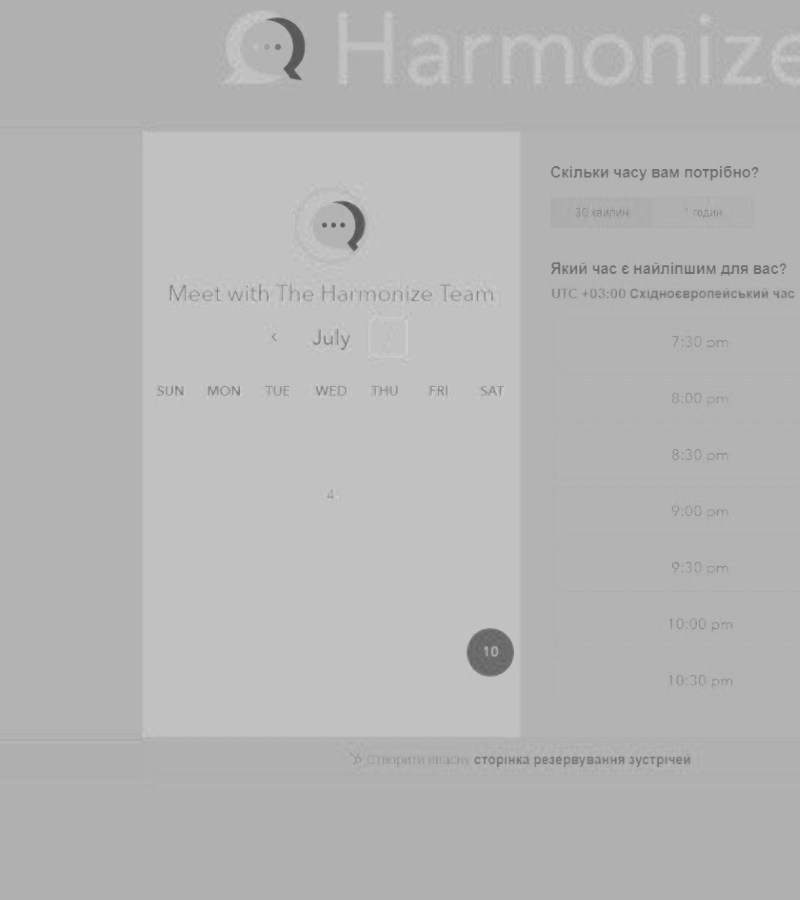 Harmonize
Meet with The Harmonize Team
‹ July
SUN MON TUE WED THU FRI SAT
4
10
Скільки часу вам потрібно?
30 хвилин 1 годин
Який час є найліпшим для вас?
UTC +03:00 Східноєвропейський час
7:30 pm
8:00 pm
8:30 pm
9:00 pm
9:30 pm
10:00 pm
10:30 pm
Створити власну сторінка резервування зустрічей